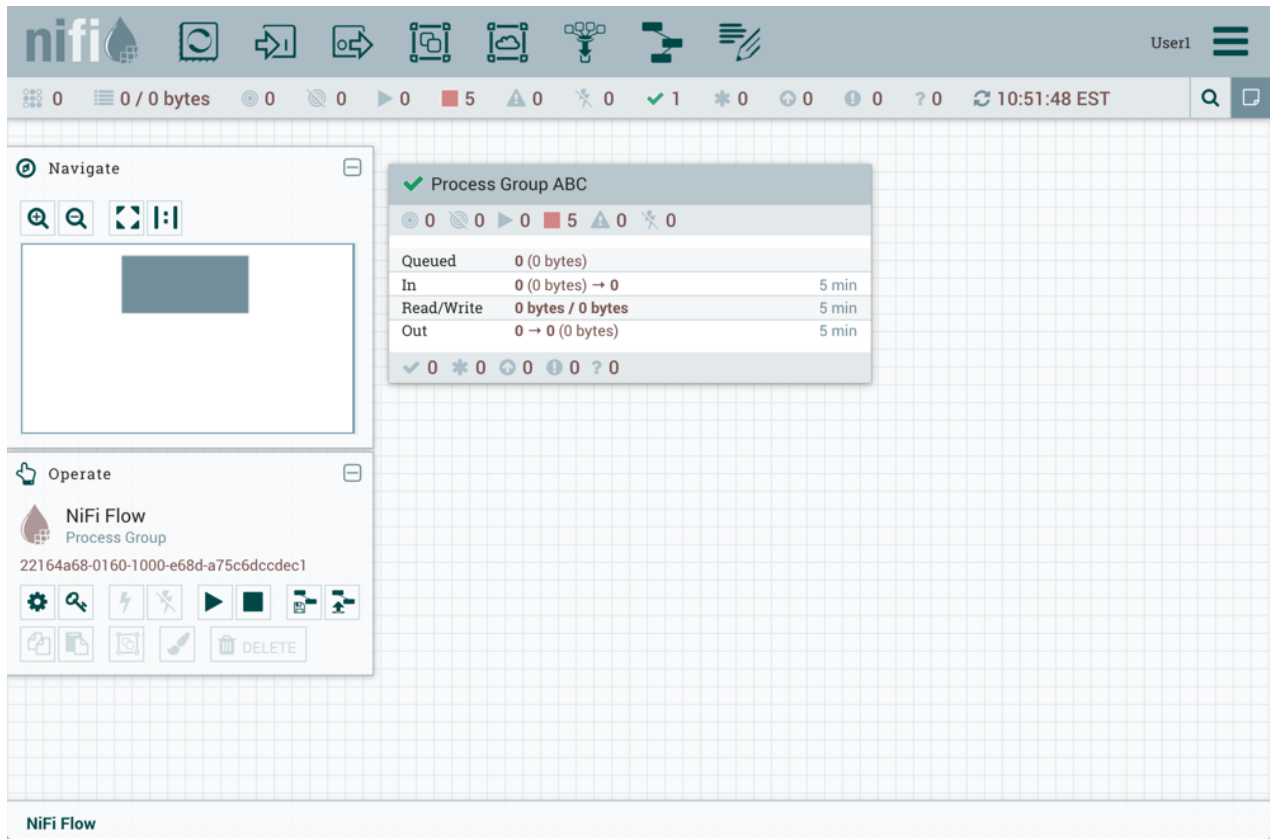 nifi
User1
0 0 / 0 bytes 0 0 0 5 0 0 1 0 0 0 ? 0 10:51:48 EST
Navigate
Process Group ABC
0 0 0 5 0 0
Queued 0 (0 bytes)
In 0 (0 bytes) → 0 5 min
Read/Write 0 bytes / 0 bytes 5 min
Out 0 → 0 (0 bytes) 5 min
0 0 0 0 ? 0
Operate
NiFi Flow
Process Group
22164a68-0160-1000-e68d-a75c6dccdec1
DELETE
NiFi Flow